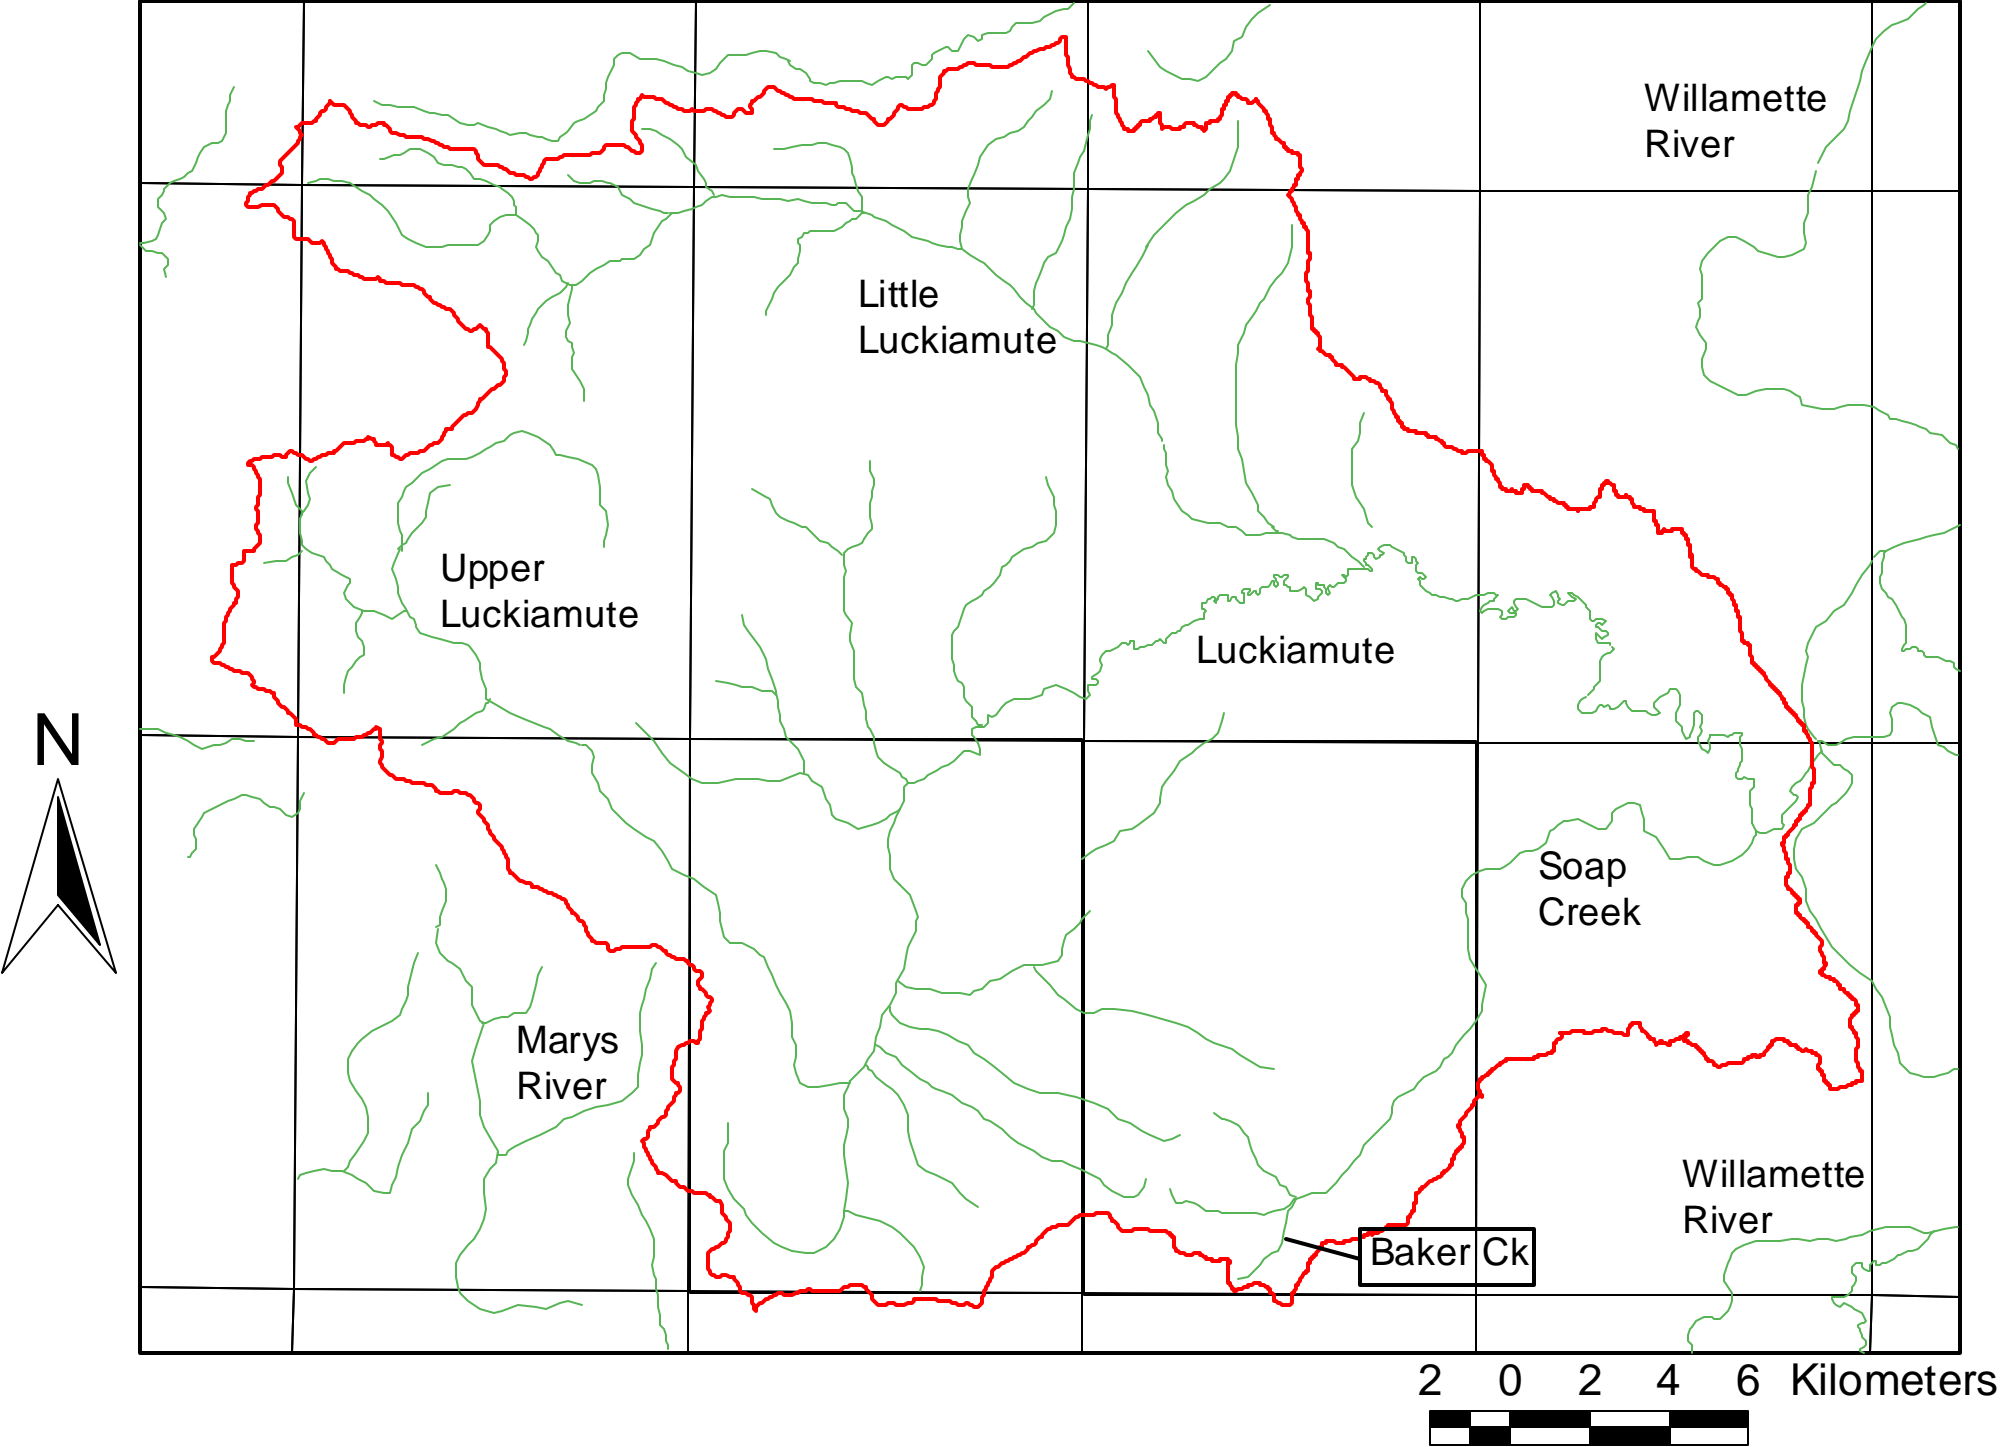 Willamette
River
Little
Luckiamute
Upper
Luckiamute
Luckiamute
N
Soap
Creek
Marys
River
Willamette
River
Baker Ck
2 0 2 4 6 Kilometers